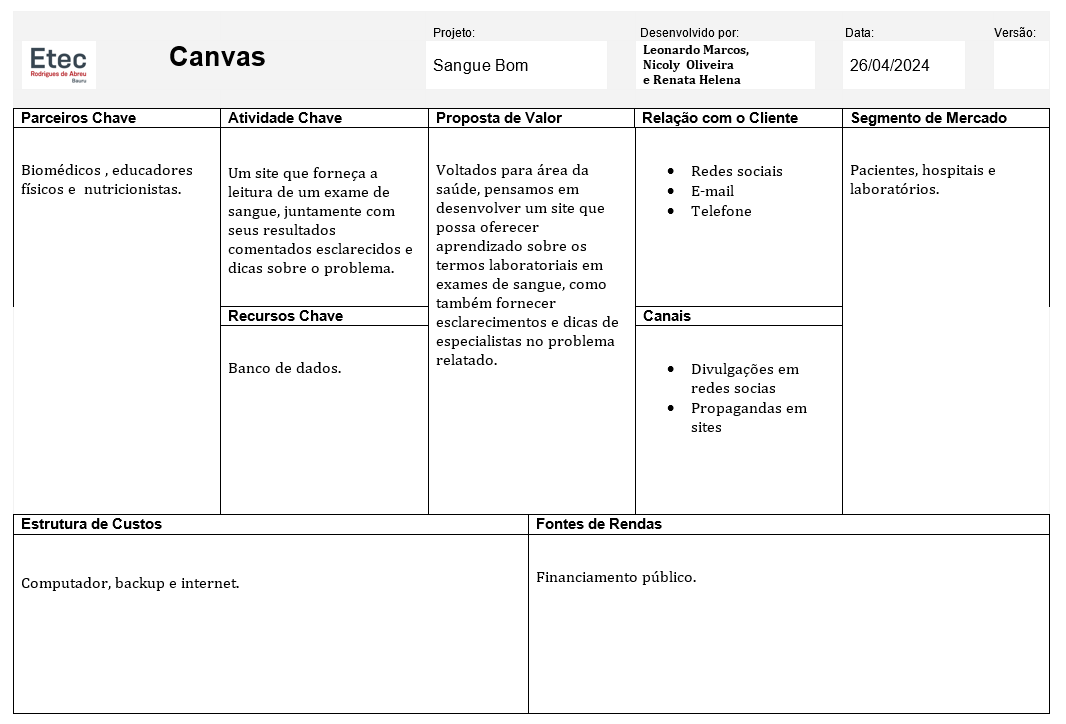 Etec
Rodrigues de Abreu
Bauru
Canvas
Projeto:
Sangue Bom
Desenvolvido por:
Leonardo Marcos,
Nicoly Oliveira
e Renata Helena
Data:
26/04/2024
Versão:
Parceiros Chave
Biomédicos , educadores
físicos e nutricionistas.
Atividade Chave
Um site que forneça a
leitura de um exame de
sangue, juntamente com
seus resultados
comentados esclarecidos e
dicas sobre o problema.
Recursos Chave
Banco de dados.
Proposta de Valor
Voltados para área da
saúde, pensamos em
desenvolver um site que
possa oferecer
aprendizado sobre os
termos laboratoriais em
exames de sangue, como
também fornecer
esclarecimentos e dicas de
especialistas no problema
relatado.
Relação com o Cliente
• Redes sociais
• E-mail
• Telefone
Canais
• Divulgações em
redes socias
• Propagandas em
sites
Segmento de Mercado
Pacientes, hospitais e
laboratórios.
Estrutura de Custos
Computador, backup e internet.
Fontes de Rendas
Financiamento público.